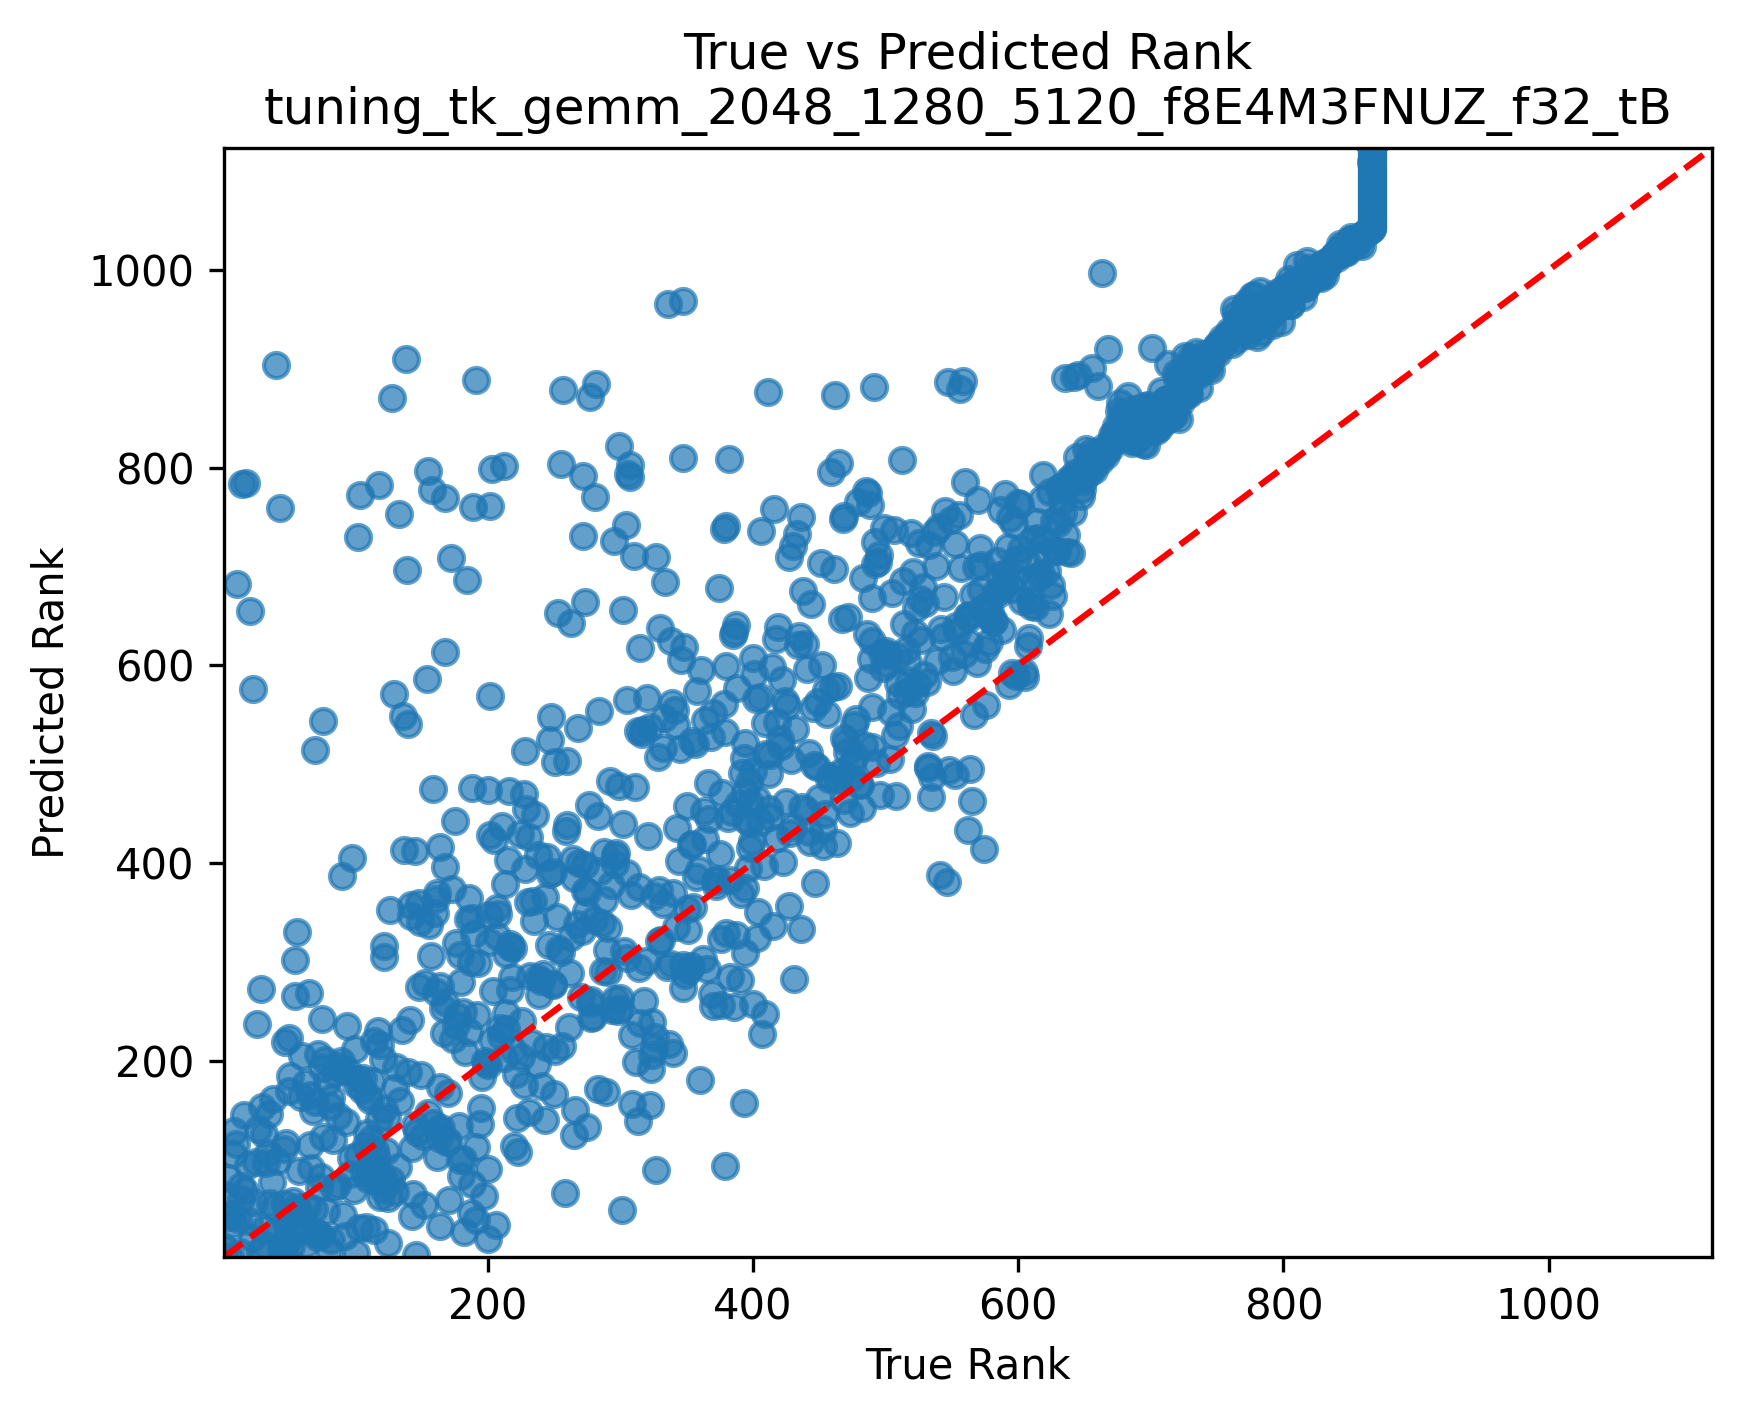 True vs Predicted Rank
tuning_tk_gemm_2048_1280_5120_f8E4M3FNUZ_f32_tB
Predicted Rank
1000
800
600
400
200
200 400 600 800 1000
True Rank